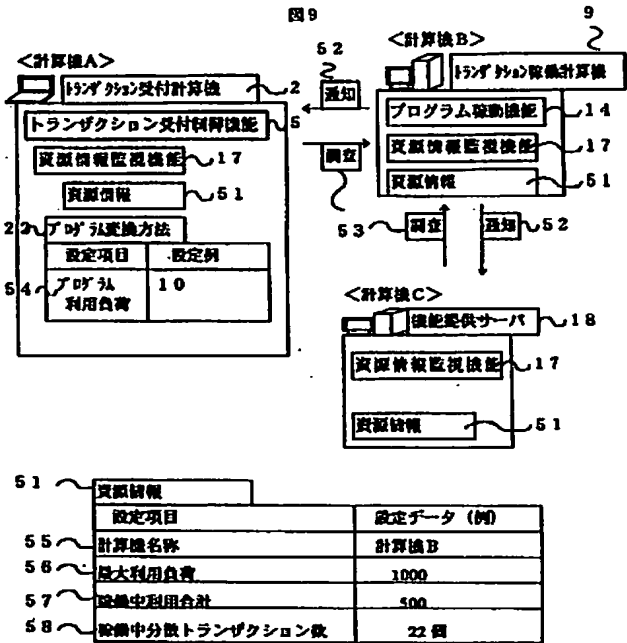 図9
<計算機A>
トランザクション受付計算機 2
トランザクション受付制御機能 5
資源情報監視機能 17
資源情報 51
プログラム変換方法
設定項目 設定例
54 プログラム利用負荷 10
52
通知
調査
<計算機B>
9
トランザクション稼働計算機
プログラム稼動機能 14
資源情報監視機能 17
資源情報 51
53 調査 通知 52
<計算機C>
機能提供サーバ 18
資源情報監視機能 17
資源情報 51
51 資源情報
設定項目 設定データ (例)
55 計算機名称 計算機B
56 最大利用負荷 1000
57 稼働中利用合計 500
58 稼働中分散トランザクション数 22個